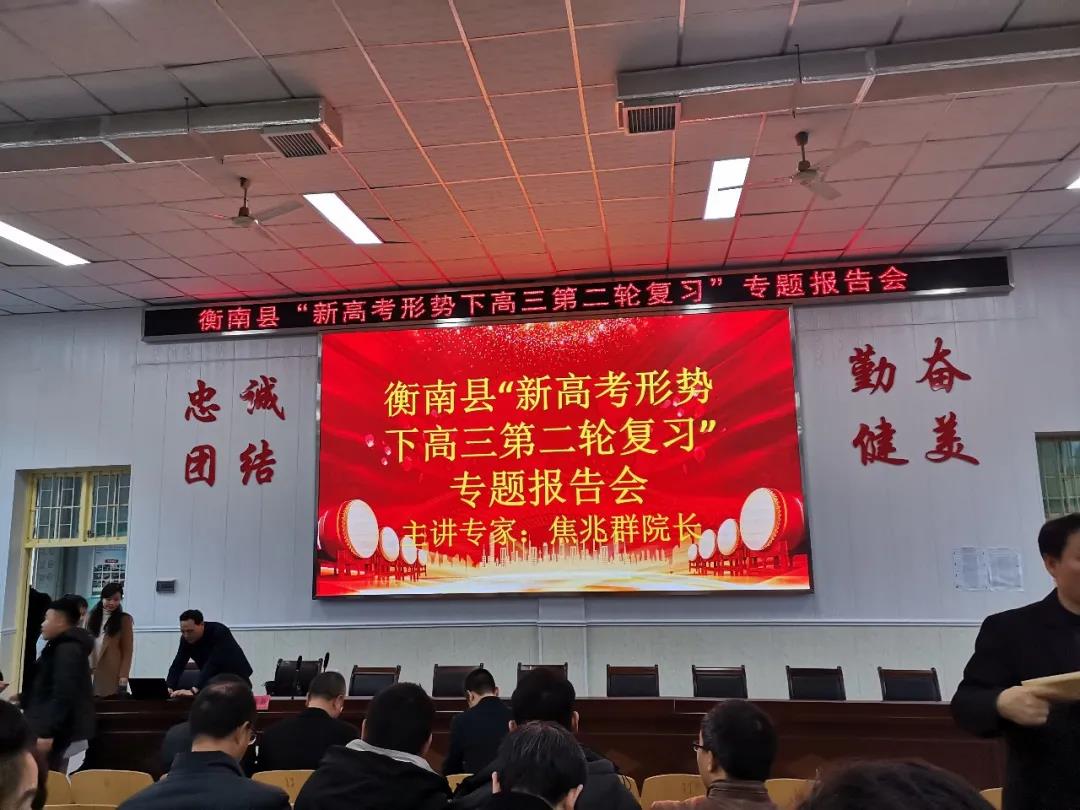 衡南县“新高考形势下高三第二轮复习”专题报告会
忠诚
团结
衡南县“新高考形势
下高三第二轮复习”
专题报告会
主讲专家：焦兆群院长
勤奋
健美